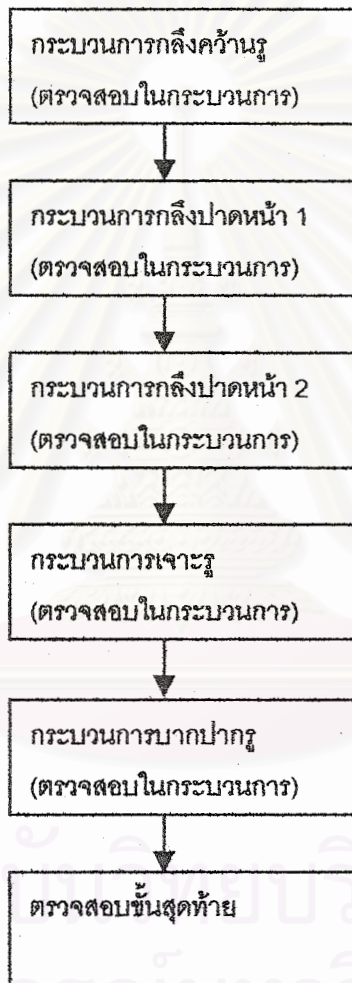 กระบวนการกลึงคว้านรู
(ตรวจสอบในกระบวนการ)
กระบวนการกลึงปาดหน้า 1
(ตรวจสอบในกระบวนการ)
กระบวนการกลึงปาดหน้า 2
(ตรวจสอบในกระบวนการ)
กระบวนการเจาะรู
(ตรวจสอบในกระบวนการ)
กระบวนการบากปากรู
(ตรวจสอบในกระบวนการ)
ตรวจสอบขั้นสุดท้าย